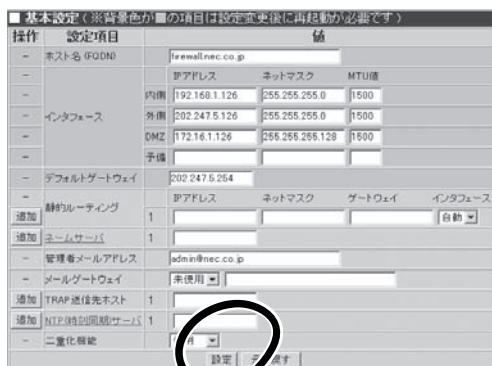 ■ 基本設定(※背景色が■の項目は設定変更後に再起動が必要です)
操作 設定項目 値
- ホスト名 (FQDN) firewall.nec.co.jp
IPアドレス ネットマスク MTU値
- 内側 192.168.1.126 255.255.255.0 1500
- インタフェース 外側 202.247.5.126 255.255.255.0 1500
- DMZ 172.16.1.126 255.255.255.128 1500
- 予備
- デフォルトゲートウェイ 202.247.5.254
- 静的ルーティング IPアドレス ネットマスク ゲートウェイ インタフェース
追加 1 自動
追加 ネームサーバ 1
- 管理者メールアドレス admin@nec.co.jp
- メールゲートウェイ 未使用
追加 TRAP送信先ホスト 1
追加 NTP(時刻同期)サーバ 1
- 二重化機能
設定